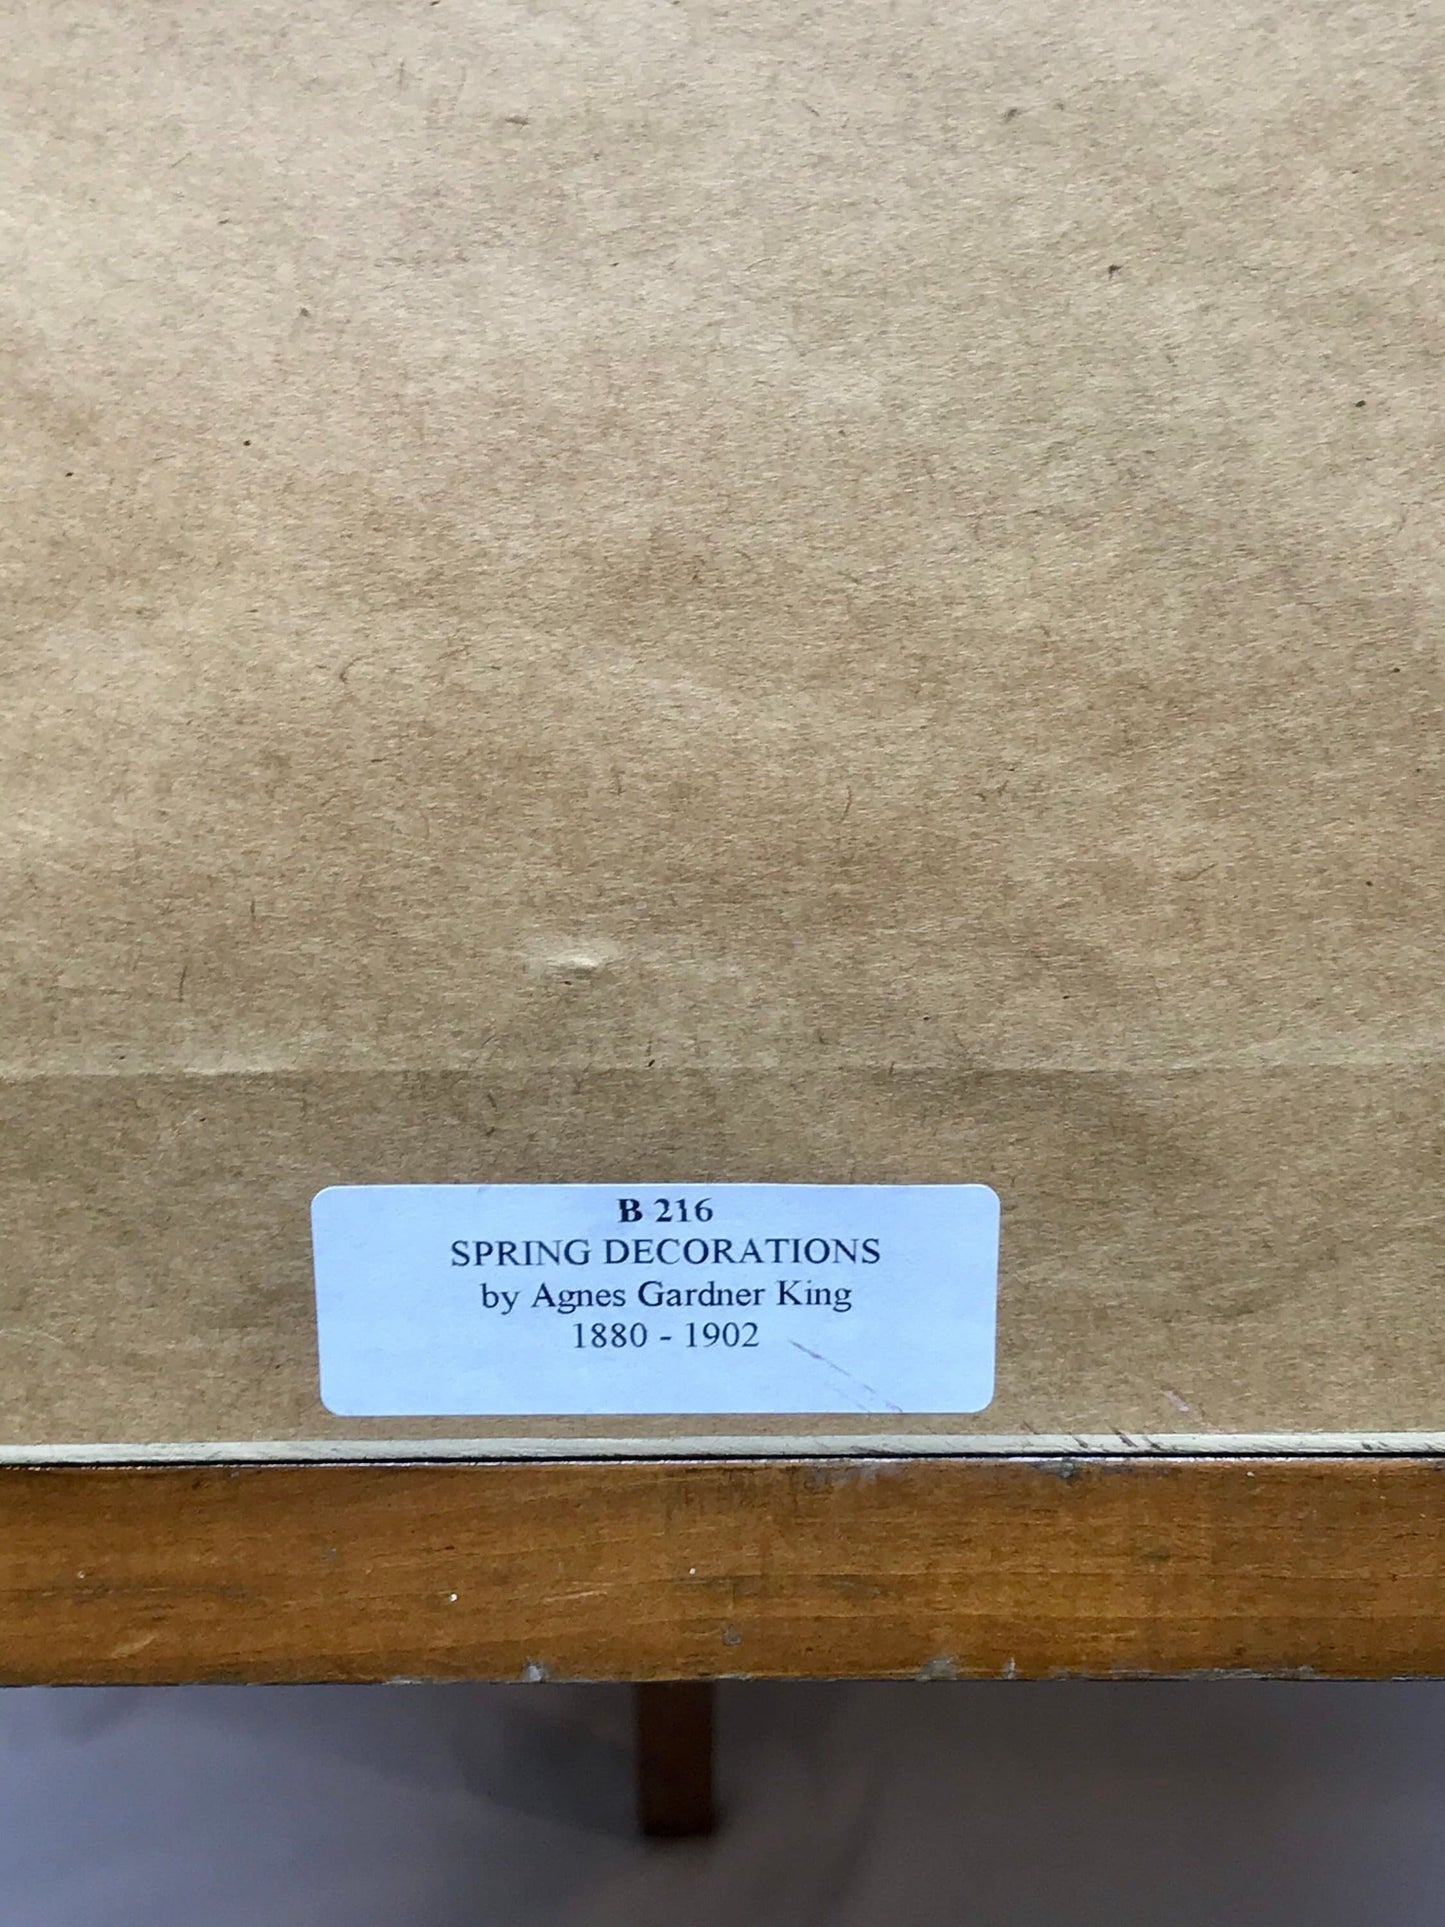 B 216
SPRING DECORATIONS
by Agnes Gardner King
1880 - 1902